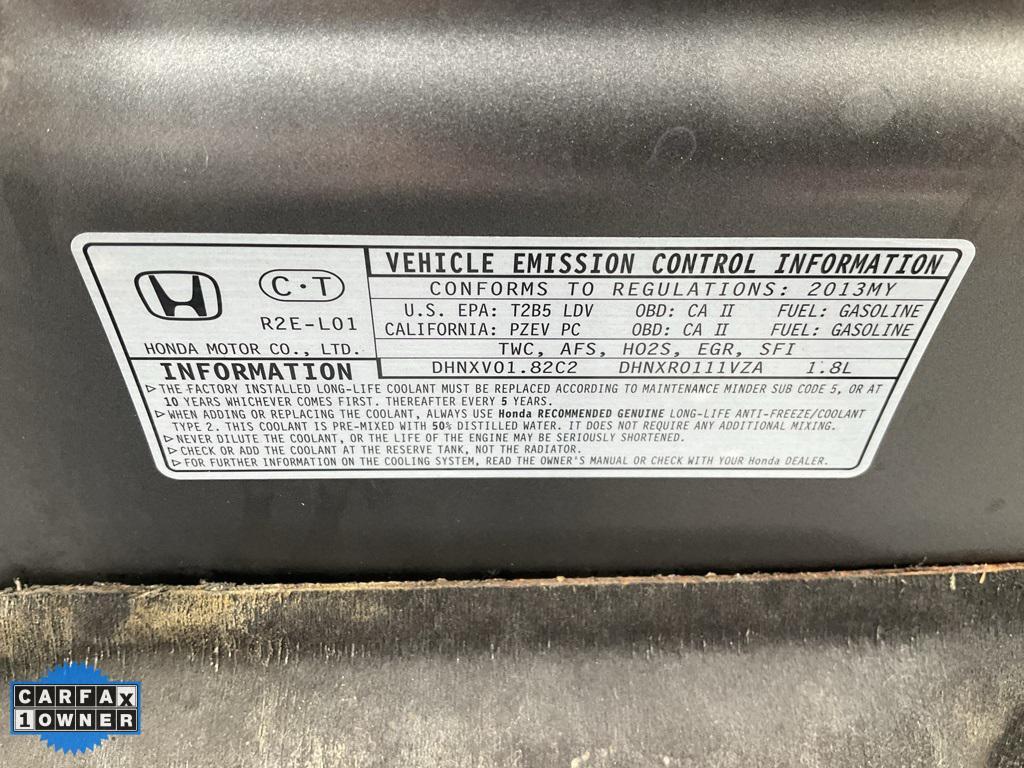 C·T
R2E-L01
HONDA MOTOR CO., LTD.
VEHICLE EMISSION CONTROL INFORMATION
CONFORMS TO REGULATIONS: 2013MY
U.S. EPA: T2B5 LDV OBD: CA II FUEL: GASOLINE
CALIFORNIA: PZEV PC OBD: CA II FUEL: GASOLINE
TWC, AFS, HO2S, EGR, SFI
DHNXV01.82C2 DHNXR0111VZA 1.8L
INFORMATION
▷THE FACTORY INSTALLED LONG-LIFE COOLANT MUST BE REPLACED ACCORDING TO MAINTENANCE MINDER SUB CODE 5, OR AT
10 YEARS WHICHEVER COMES FIRST. THEREAFTER EVERY 5 YEARS.
▷WHEN ADDING OR REPLACING THE COOLANT, ALWAYS USE Honda RECOMMENDED GENUINE LONG-LIFE ANTI-FREEZE/COOLANT
TYPE 2. THIS COOLANT IS PRE-MIXED WITH 50% DISTILLED WATER. IT DOES NOT REQUIRE ANY ADDITIONAL MIXING.
▷NEVER DILUTE THE COOLANT, OR THE LIFE OF THE ENGINE MAY BE SERIOUSLY SHORTENED.
▷CHECK OR ADD THE COOLANT AT THE RESERVE TANK, NOT THE RADIATOR.
▷FOR FURTHER INFORMATION ON THE COOLING SYSTEM, READ THE OWNER'S MANUAL OR CHECK WITH YOUR Honda DEALER.
CARFAX
1 OWNER